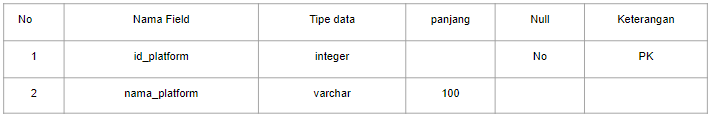 No Nama Field Tipe data panjang Null Keterangan
1 id_platform integer No PK
2 nama_platform varchar 100